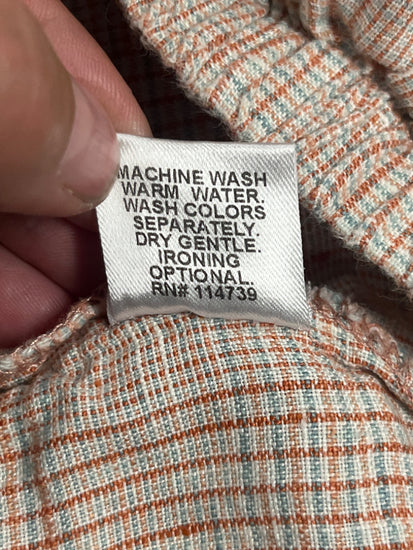 MACHINE WASH
WARM WATER.
WASH COLORS
SEPARATELY.
DRY GENTLE.
IRONING
OPTIONAL.
RN# 114739